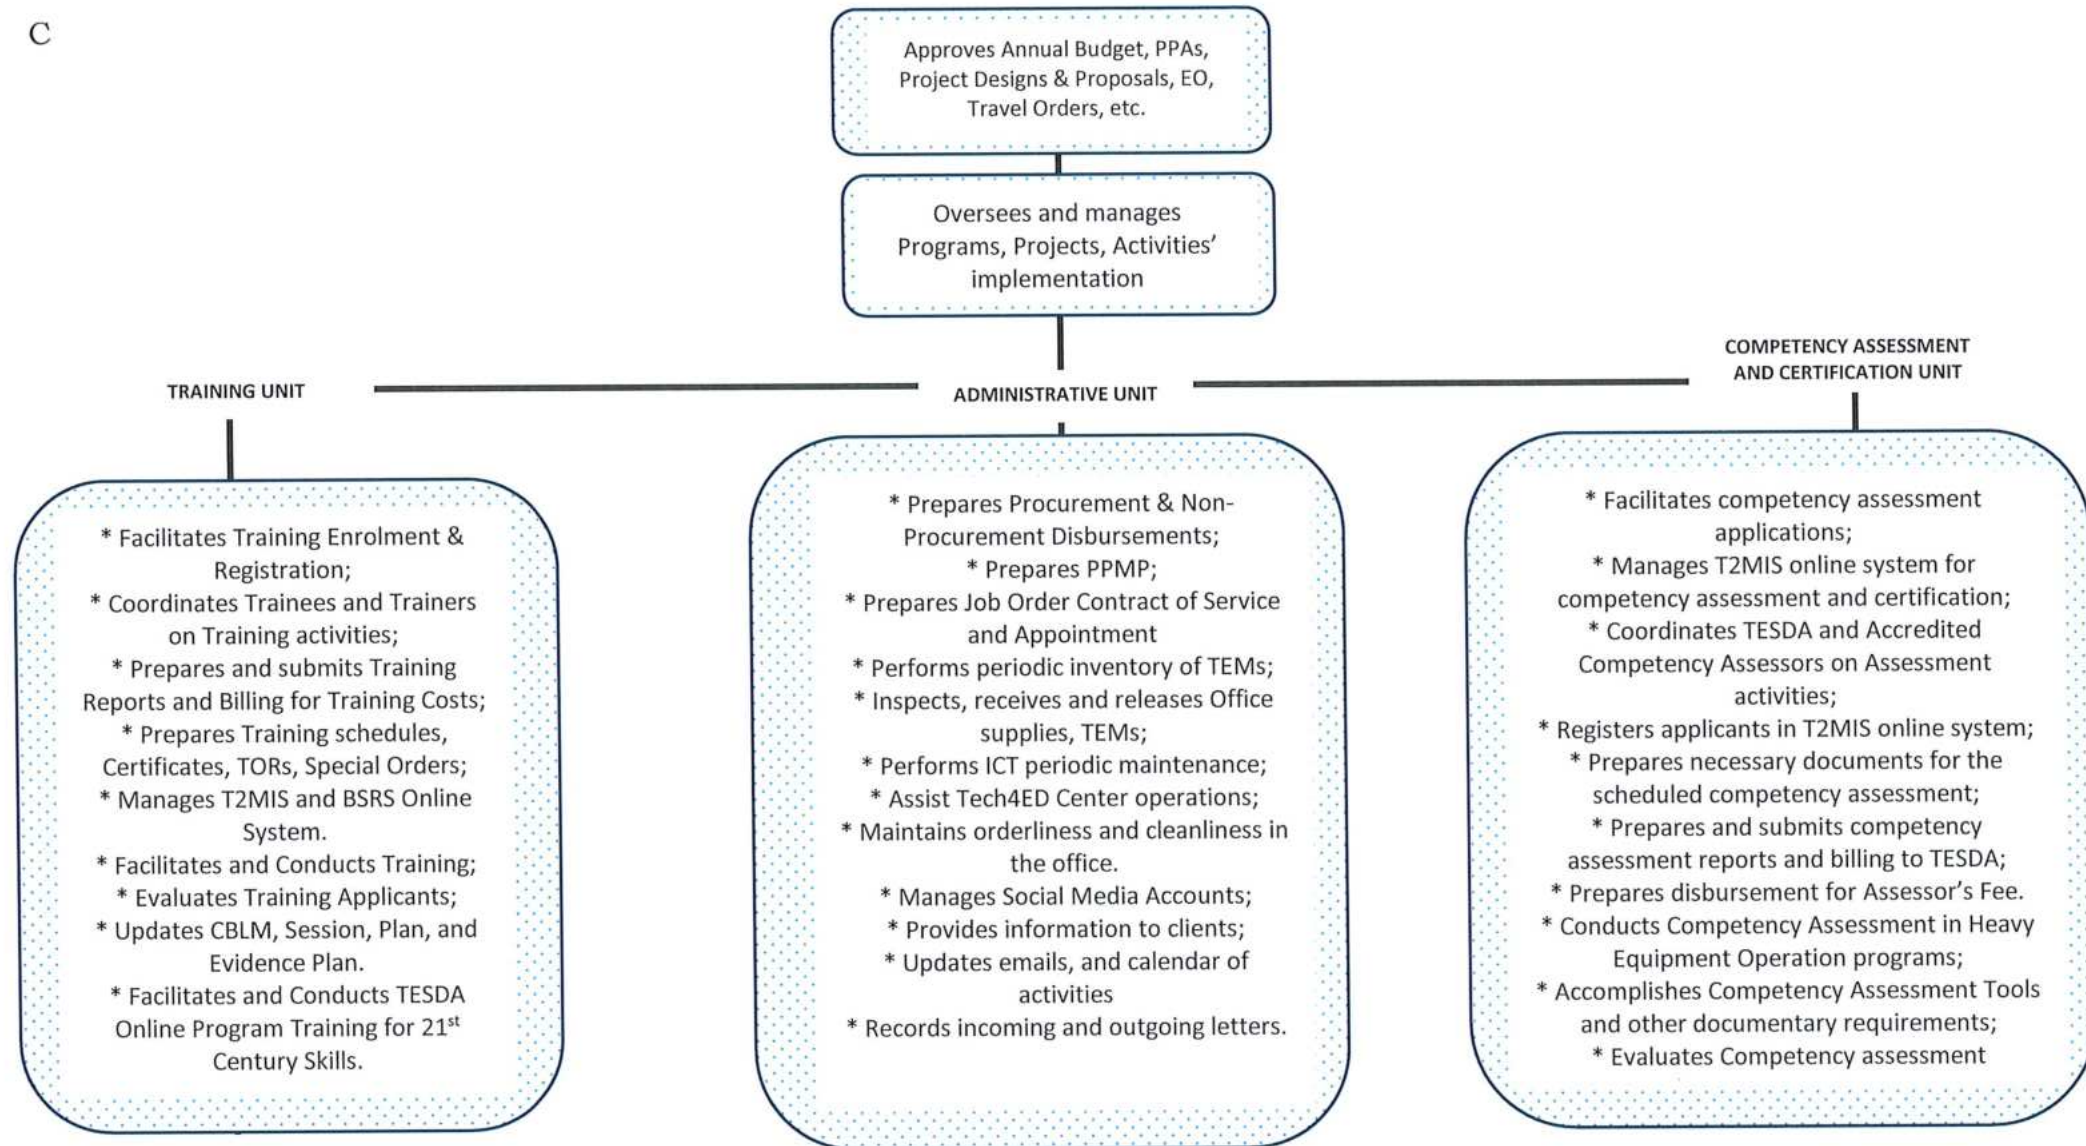 C
Approves Annual Budget, PPAs,
Project Designs & Proposals, EO,
Travel Orders, etc.
Oversees and manages
Programs, Projects, Activities’
implementation
TRAINING UNIT
* Facilitates Training Enrolment &
Registration;
* Coordinates Trainees and Trainers
on Training activities;
* Prepares and submits Training
Reports and Billing for Training Costs;
* Prepares Training schedules,
Certificates, TORs, Special Orders;
* Manages T2MIS and BSRS Online
System.
* Facilitates and Conducts Training;
* Evaluates Training Applicants;
* Updates CBLM, Session, Plan, and
Evidence Plan.
* Facilitates and Conducts TESDA
Online Program Training for 21st
Century Skills.
ADMINISTRATIVE UNIT
* Prepares Procurement & Non-
Procurement Disbursements;
* Prepares PPMP;
* Prepares Job Order Contract of Service
and Appointment
* Performs periodic inventory of TEMs;
* Inspects, receives and releases Office
supplies, TEMs;
* Performs ICT periodic maintenance;
* Assist Tech4ED Center operations;
* Maintains orderliness and cleanliness in
the office.
* Manages Social Media Accounts;
* Provides information to clients;
* Updates emails, and calendar of
activities
* Records incoming and outgoing letters.
COMPETENCY ASSESSMENT
AND CERTIFICATION UNIT
* Facilitates competency assessment
applications;
* Manages T2MIS online system for
competency assessment and certification;
* Coordinates TESDA and Accredited
Competency Assessors on Assessment
activities;
* Registers applicants in T2MIS online system;
* Prepares necessary documents for the
scheduled competency assessment;
* Prepares and submits competency
assessment reports and billing to TESDA;
* Prepares disbursement for Assessor’s Fee.
* Conducts Competency Assessment in Heavy
Equipment Operation programs;
* Accomplishes Competency Assessment Tools
and other documentary requirements;
* Evaluates Competency assessment